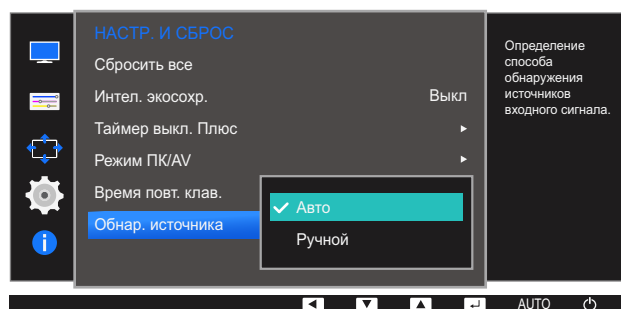 НАСТР. И СБРОС
Сбросить все
Интел. экосохр. Выкл
Таймер выкл. Плюс
Режим ПК/AV
Время повт. клав.
Обнар. источника
Авто
Ручной
Определение
способа
обнаружения
источников
входного сигнала.
AUTO